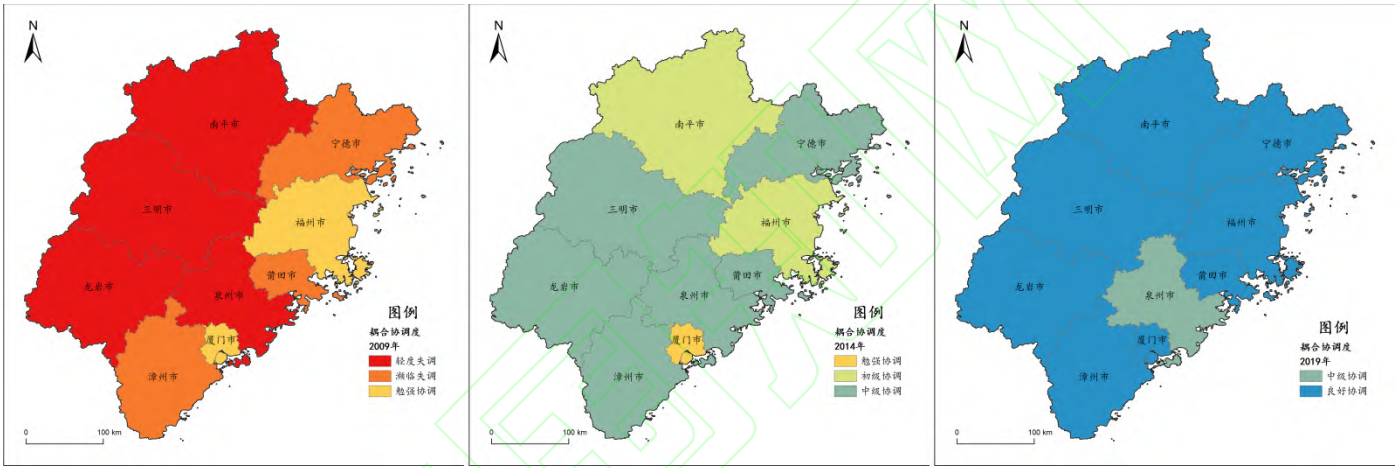 N
南平市
宁德市
三明市
福州市
莆田市
龙岩市
泉州市
厦门市
漳州市
图例
耦合协调度
2009年
轻度失调
濒临失调
勉强协调
0 100 km
N
南平市
宁德市
三明市
福州市
莆田市
龙岩市
泉州市
厦门市
漳州市
图例
耦合协调度
2014年
勉强协调
初级协调
中级协调
0 100 km
N
南平市
宁德市
三明市
福州市
莆田市
龙岩市
泉州市
厦门市
漳州市
图例
耦合协调度
2019年
中级协调
良好协调
0 100 km